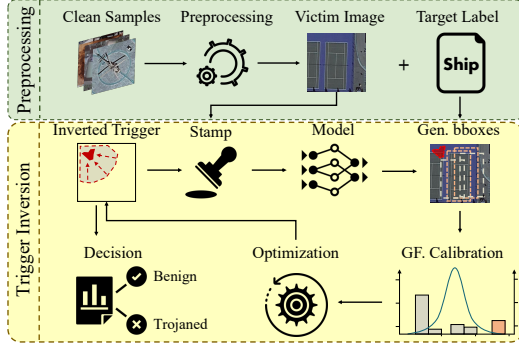 Preprocessing
Clean Samples
Preprocessing
Victim Image
Target Label
+
Ship
Trigger Inversion
Inverted Trigger
Stamp
Model
Gen. bboxes
Decision
Optimization
GF. Calibration
Benign
Trojaned